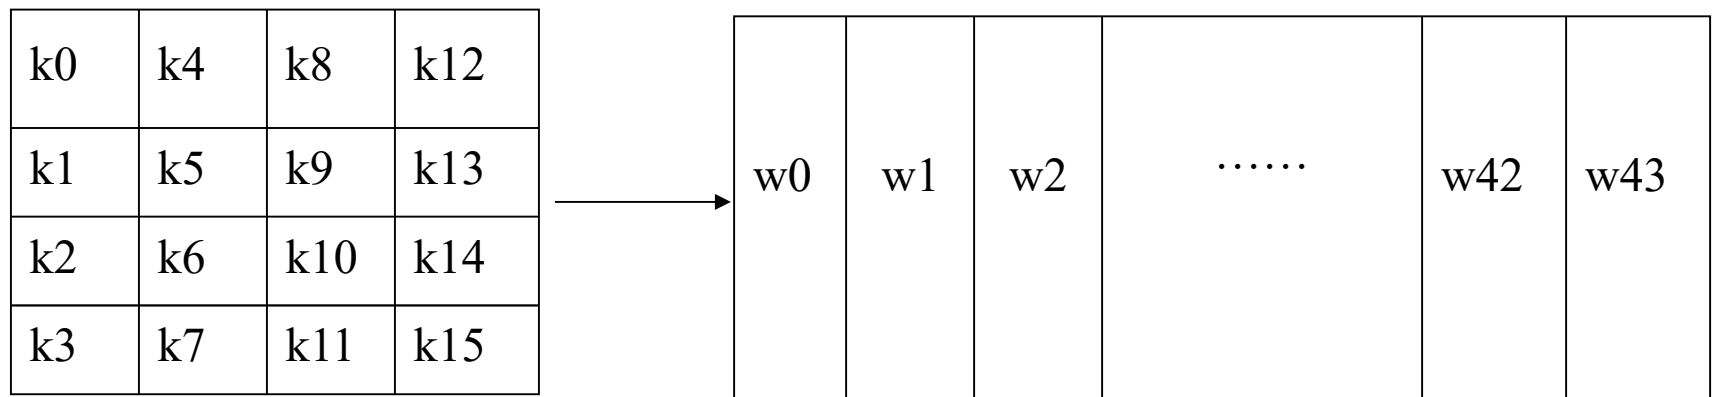 k0 k4 k8 k12
k1 k5 k9 k13
k2 k6 k10 k14
k3 k7 k11 k15
w0 w1 w2 …… w42 w43